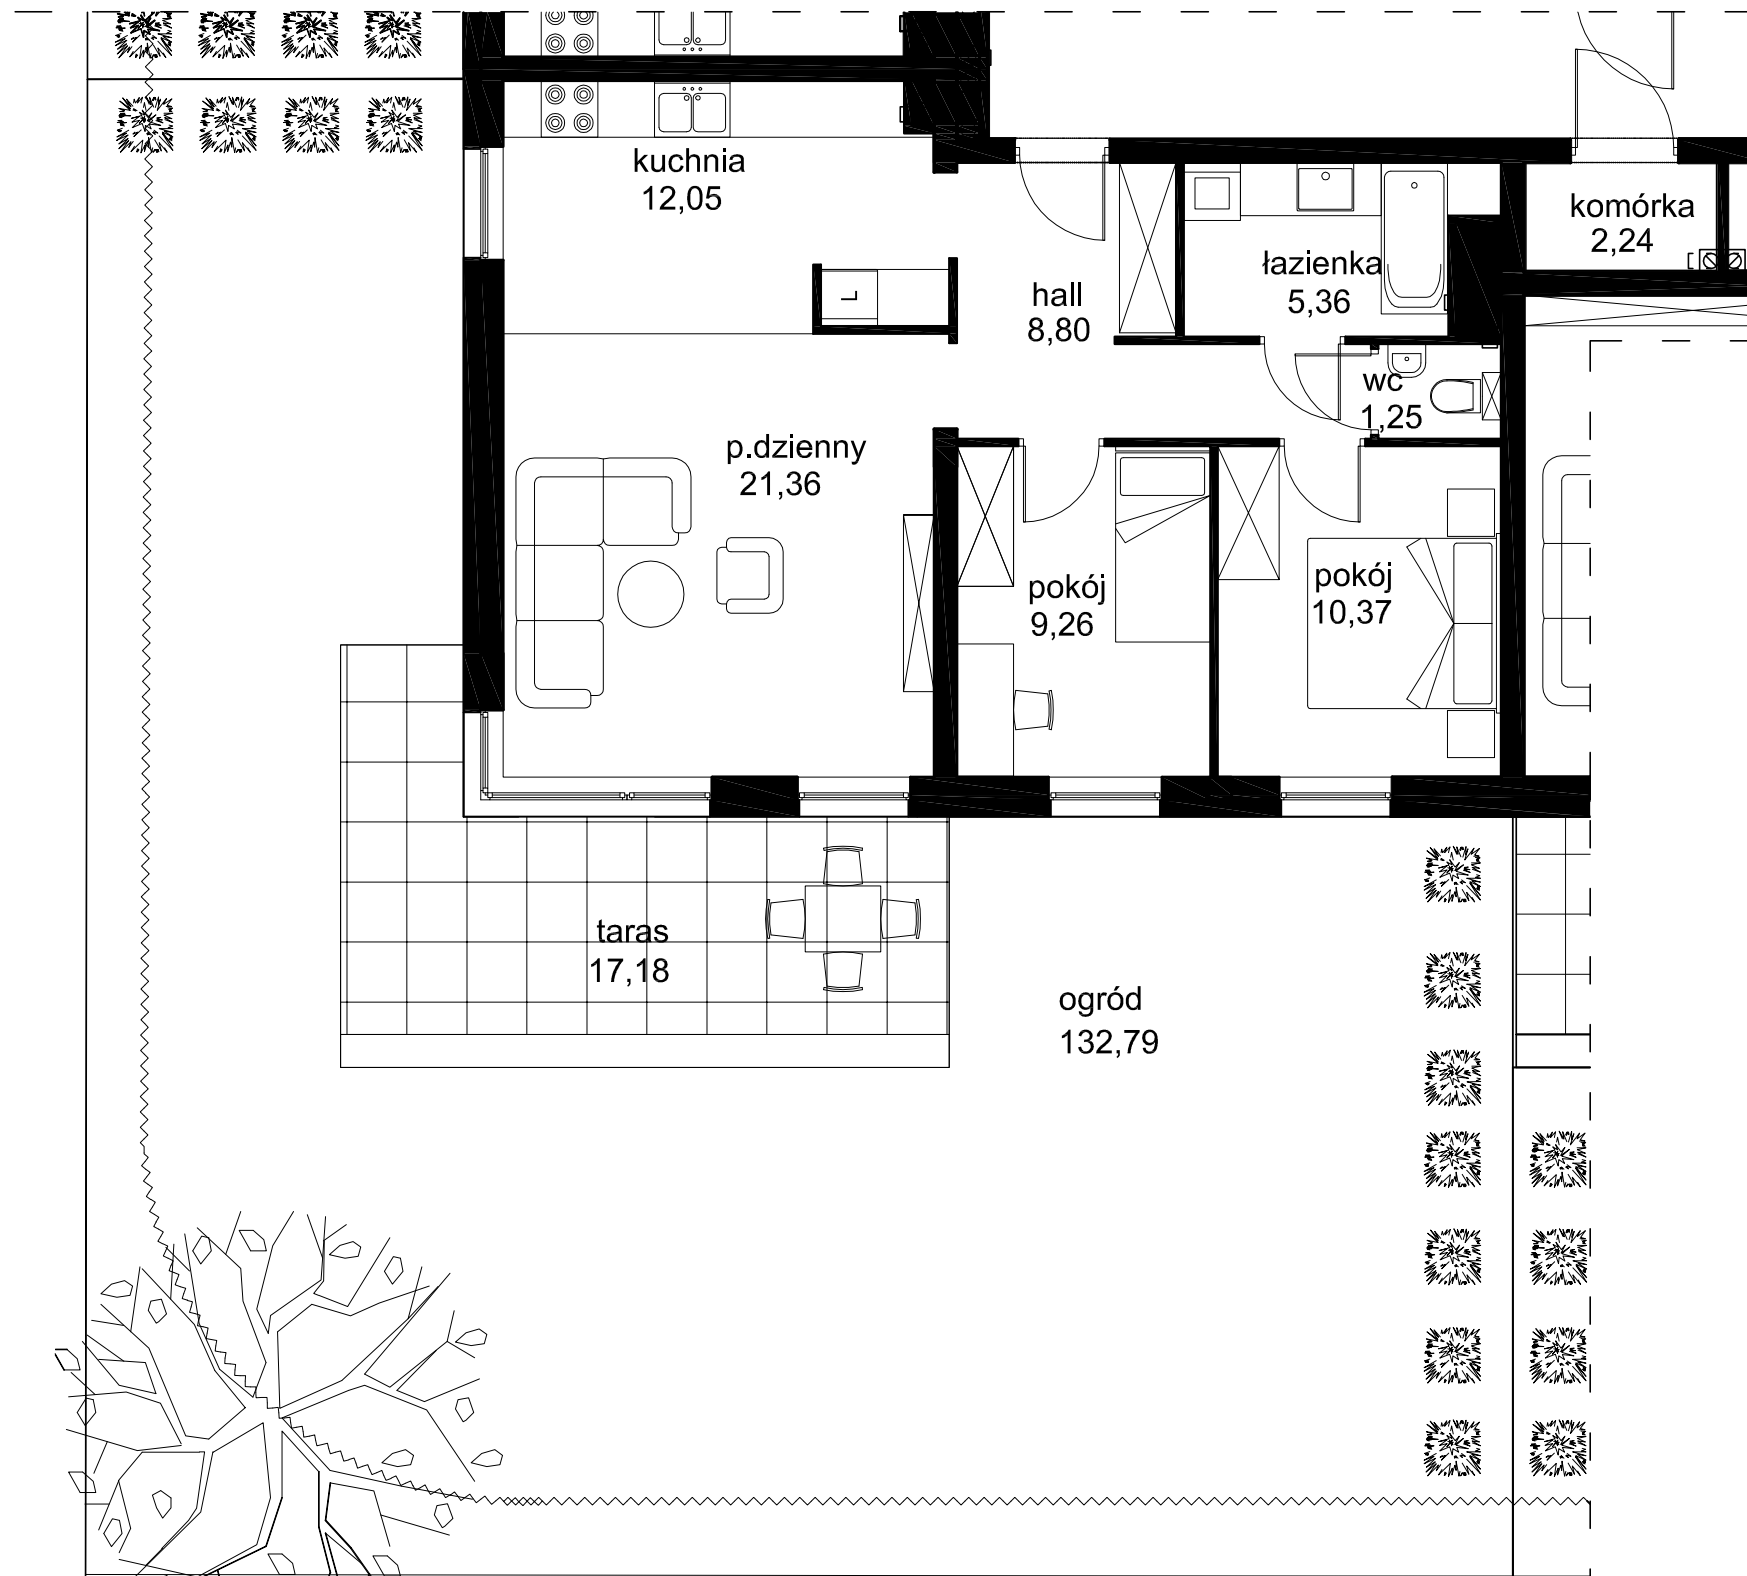 kuchnia
12,05
komórka
2,24
łazienka
5,36
hall
8,80
L
wc
1,25
p.dzienny
21,36
pokój
9,26
pokój
10,37
taras
17,18
ogród
132,79